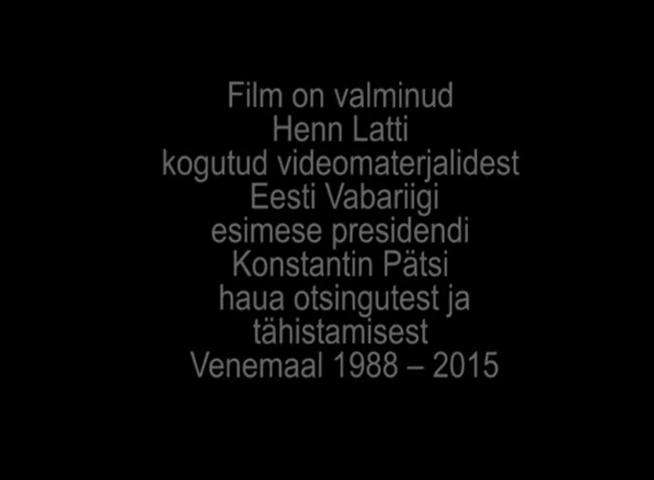 Film on valminud
Henn Latti
kogutud videomaterjalidest
Eesti Vabariigi
esimese presidendi
Konstantin Pätsi
haua otsingutest ja
tähistamisest
Venemaal 1988 – 2015